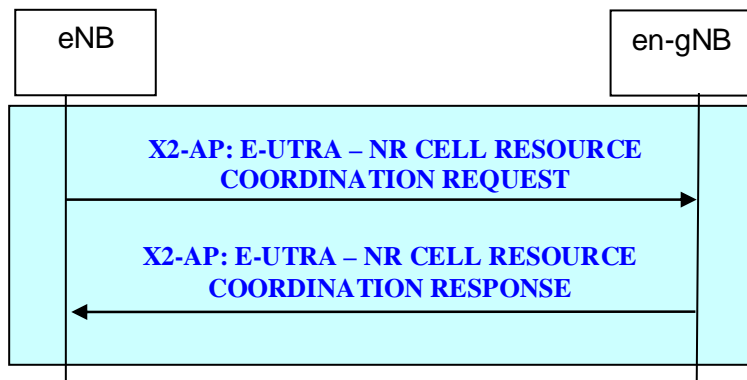 eNB
en-gNB
X2-AP: E-UTRA – NR CELL RESOURCE
COORDINATION REQUEST
X2-AP: E-UTRA – NR CELL RESOURCE
COORDINATION RESPONSE